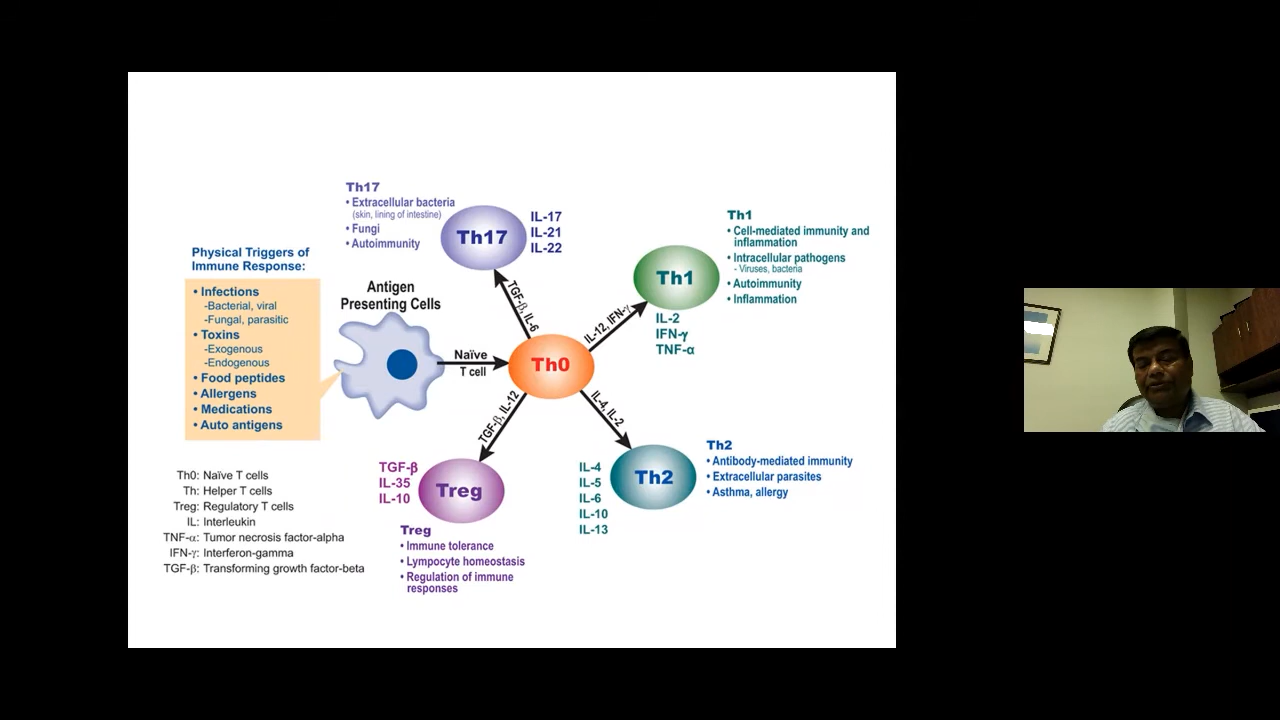 Th17
• Extracellular bacteria
(skin, lining of intestine)
• Fungi
• Autoimmunity
Th17
IL-17
IL-21
IL-22
Th1
• Cell-mediated immunity and
inflammation
• Intracellular pathogens
- Viruses, bacteria
• Autoimmunity
• Inflammation
Th1
IL-2
IFN-γ
TNF-α
Physical Triggers of
Immune Response:
• Infections
-Bacterial, viral
-Fungal, parasitic
• Toxins
-Exogenous
-Endogenous
• Food peptides
• Allergens
• Medications
• Auto antigens
Antigen
Presenting Cells
Naïve
T cell
Th0
TGF-β, IL-6
IL-12, IFN-γ
TGF-β, IL-12
IL-4, IL-2
TGF-β
IL-35
IL-10
Treg
Treg
• Immune tolerance
• Lympocyte homeostasis
• Regulation of immune
responses
IL-4
IL-5
IL-6
IL-10
IL-13
Th2
Th2
• Antibody-mediated immunity
• Extracellular parasites
• Asthma, allergy
Th0: Naïve T cells
Th: Helper T cells
Treg: Regulatory T cells
IL: Interleukin
TNF-α: Tumor necrosis factor-alpha
IFN-γ: Interferon-gamma
TGF-β: Transforming growth factor-beta